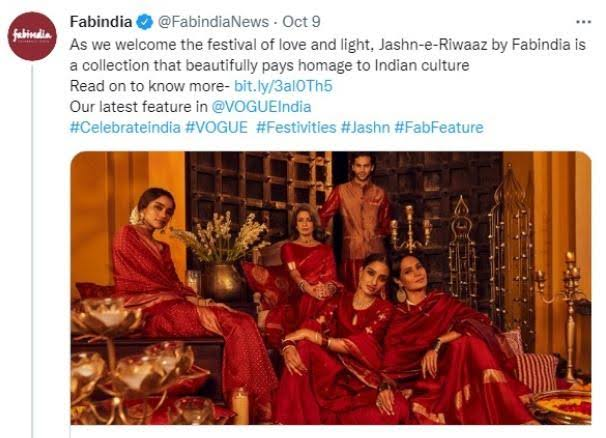 fabindia
Fabindia @FabindiaNews · Oct 9
As we welcome the festival of love and light, Jashn-e-Riwaaz by Fabindia is
a collection that beautifully pays homage to Indian culture
Read on to know more- bit.ly/3al0Th5
Our latest feature in @VOGUEIndia
#Celebrateindia #VOGUE #Festivities #Jashn #FabFeature